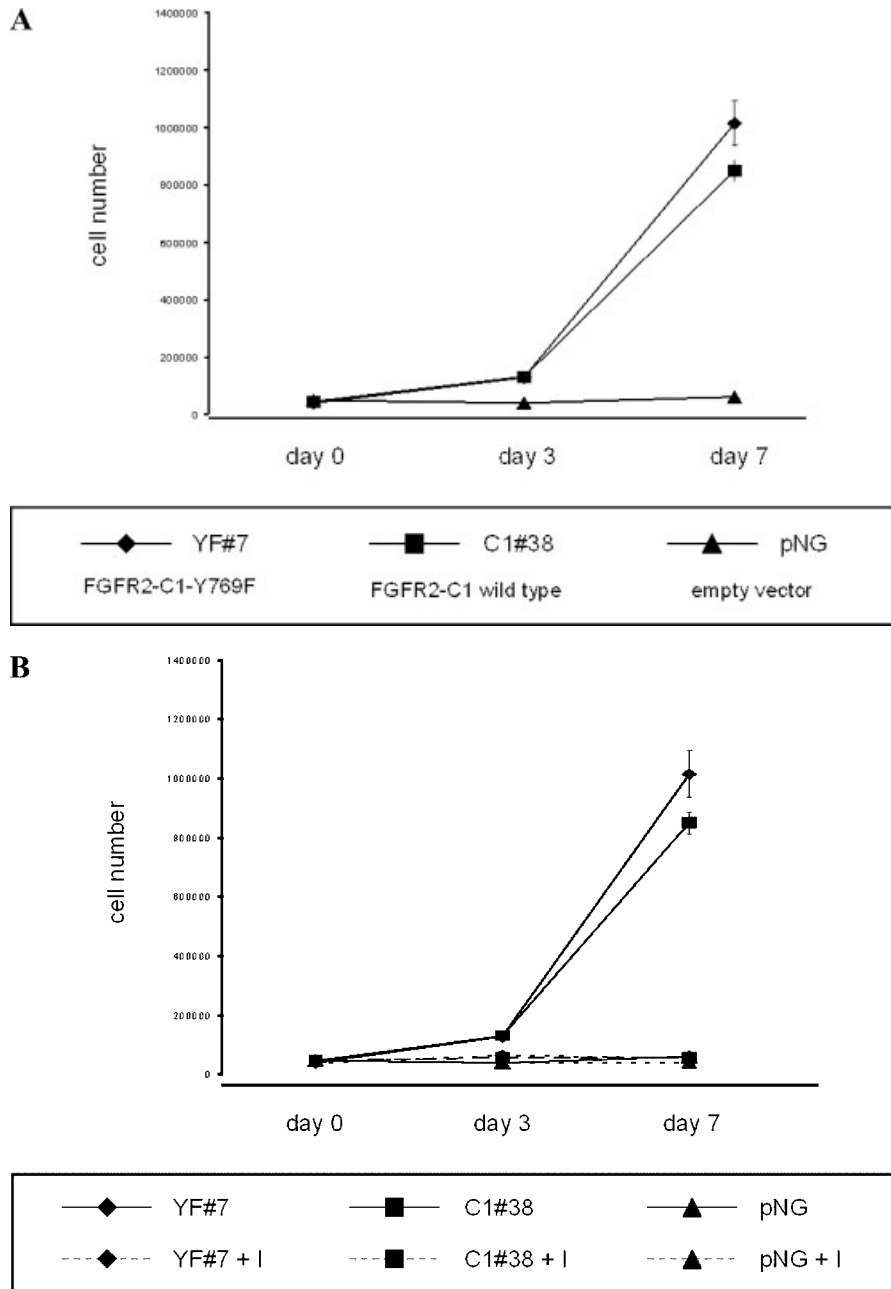 A
1400000
1200000
1000000
800000
600000
400000
200000
0
cell number
day 0 day 3 day 7
YF#7 C1#38 pNG
FGFR2-C1-Y769F FGFR2-C1 wild type empty vector
B
1400000
1200000
1000000
800000
600000
400000
200000
0
cell number
day 0 day 3 day 7
YF#7 C1#38 pNG
YF#7 + I C1#38 + I pNG + I